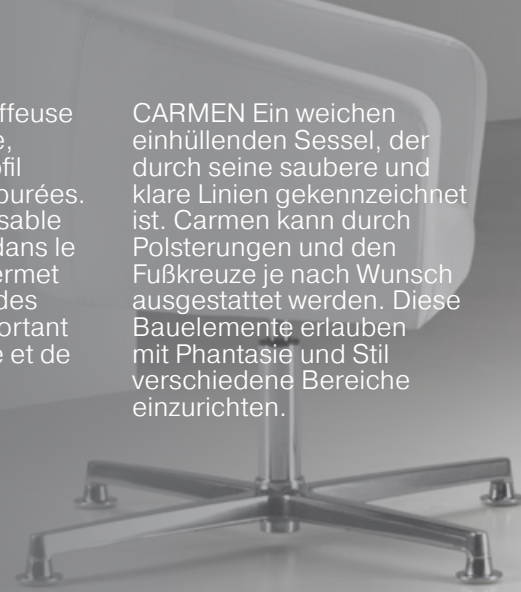 ffeuse
e,
ofil
ourées.
sable
dans le
ermet
des
ortant
e et de
CARMEN Ein weichen
einhüllenden Sessel, der
durch seine saubere und
klare Linien gekennzeichnet
ist. Carmen kann durch
Polsterungen und den
Fußkreuze je nach Wunsch
ausgestattet werden. Diese
Bauelemente erlauben
mit Phantasie und Stil
verschiedene Bereiche
einzurichten.